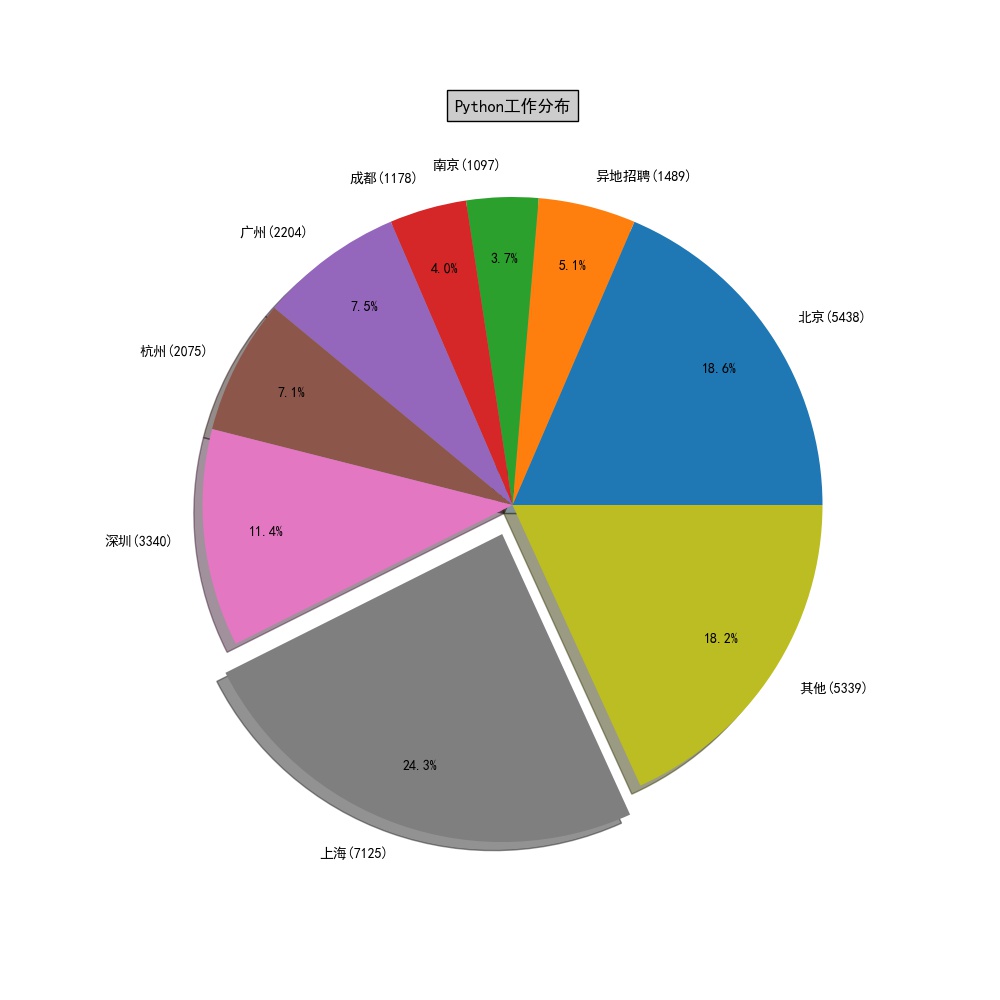 Python工作分布
南京(1097)
异地招聘(1489)
成都(1178)
广州(2204)
3.7%
5.1%
4.0%
7.5%
北京(5438)
杭州(2075)
18.6%
7.1%
11.4%
深圳(3340)
18.2%
其他(5339)
24.3%
上海(7125)